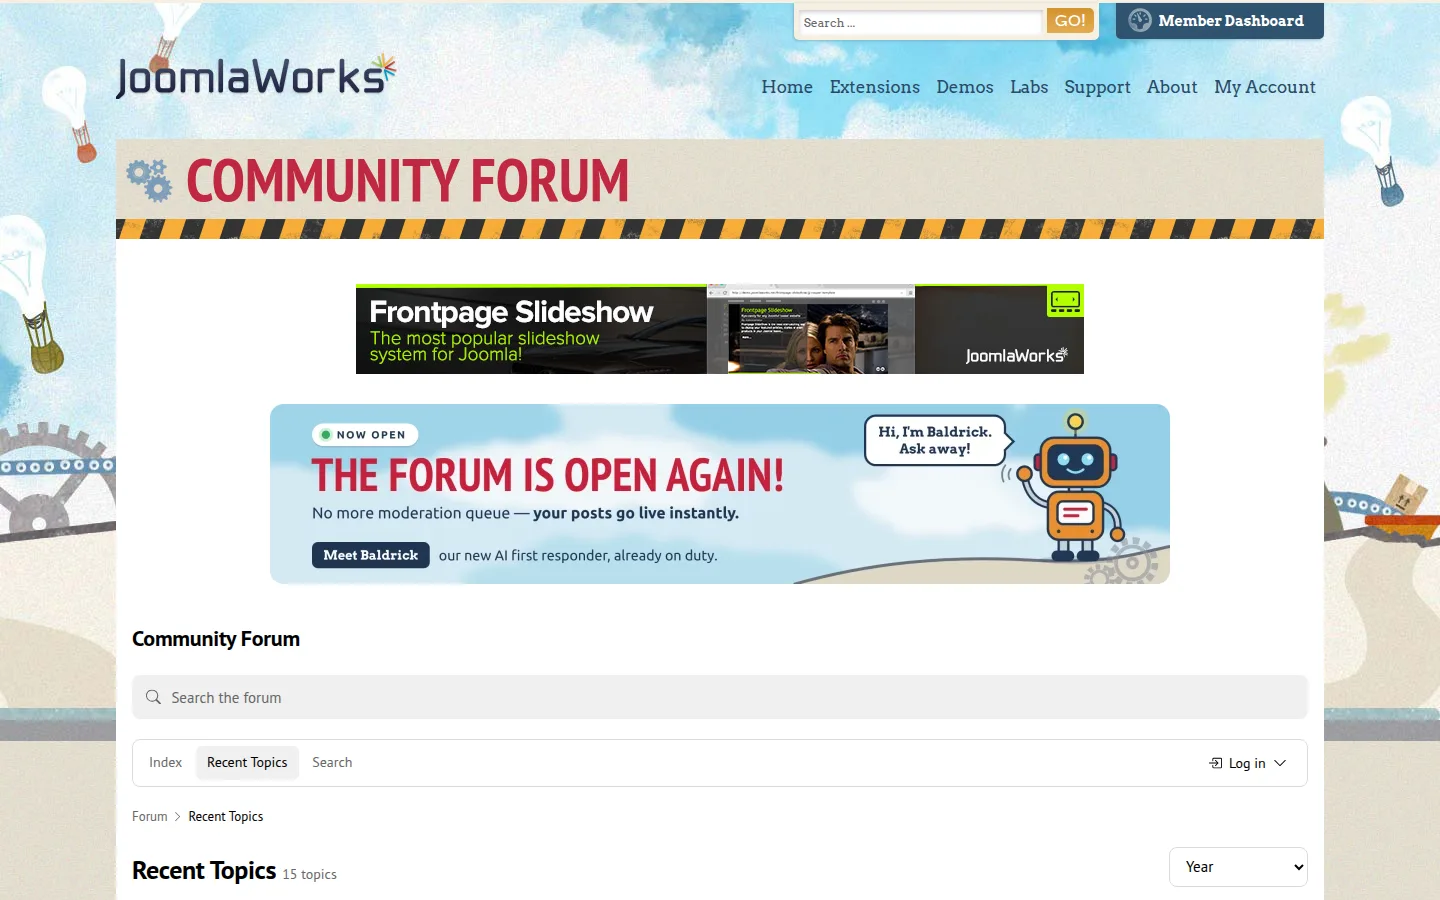 Search ...
GO!
Member Dashboard
JoomlaWorks
Home Extensions Demos Labs Support About My Account
COMMUNITY FORUM
Frontpage Slideshow
The most popular slideshow
system for Joomla!
Frontpage Slideshow
JoomlaWorks
NOW OPEN
THE FORUM IS OPEN AGAIN!
No more moderation queue — your posts go live instantly.
Meet Baldrick our new AI first responder, already on duty.
Hi, I'm Baldrick.
Ask away!
Community Forum
Search the forum
Index Recent Topics Search Log in
Forum Recent Topics
Recent Topics 15 topics
Year